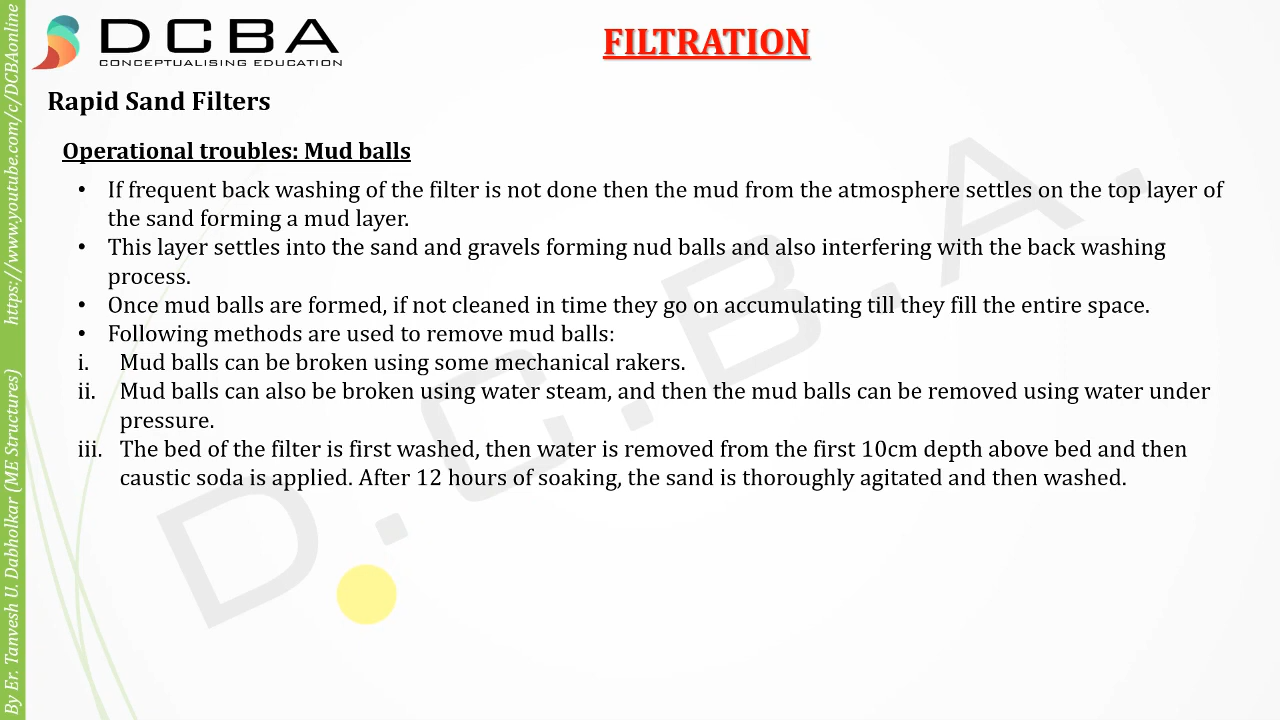 DCBA
CONCEPTUALISING EDUCATION
FILTRATION
Rapid Sand Filters
Operational troubles: Mud balls
• If frequent back washing of the filter is not done then the mud from the atmosphere settles on the top layer of
the sand forming a mud layer.
• This layer settles into the sand and gravels forming nud balls and also interfering with the back washing
process.
• Once mud balls are formed, if not cleaned in time they go on accumulating till they fill the entire space.
• Following methods are used to remove mud balls:
i. Mud balls can be broken using some mechanical rakers.
ii. Mud balls can also be broken using water steam, and then the mud balls can be removed using water under
pressure.
iii. The bed of the filter is first washed, then water is removed from the first 10cm depth above bed and then
caustic soda is applied. After 12 hours of soaking, the sand is thoroughly agitated and then washed.
D.C.B.A.
By Er. Tanvesh U. Dabholkar (ME Structures) https://www.youtube.com/c/DCBAonline